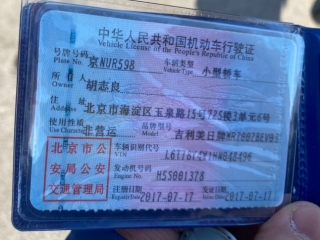 中华人民共和国机动车行驶证
Vehicle License of the People's Republic of China
号牌号码 京NUR598 车辆类型 小型轿车
Plate No. Vehicle Type
所有人 胡志良
Owner
住址 北京市海淀区玉泉路15号
Address
使用性质 非营运 品牌型号 吉利美日牌
Use Character Model
北京市公 车辆识别代号
VIN
安局公安 发动机号码
Engine No.
交通管理局 注册日期 2017-07-17 发证日期 2017-07-17
Register Date Issue Date